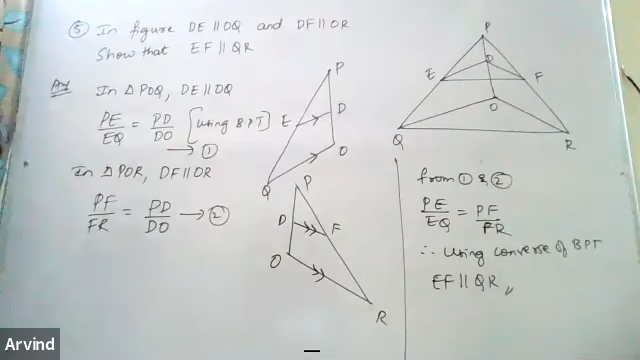 ⑤ In figure DE || OQ and DF || OR
Show that EF || QR
Ans
In △ POQ, DE || OQ
PE/EQ = PD/DO [using BPT]
→ ①
In △ POR, DF || OR
PF/FR = PD/DO → ②
P
E
D
O
Q
P
D
F
O
R
P
E
D
F
O
Q
R
from ① & ②
PE/EQ = PF/FR
∴ Using converse of BPT
EF || QR
Arvind